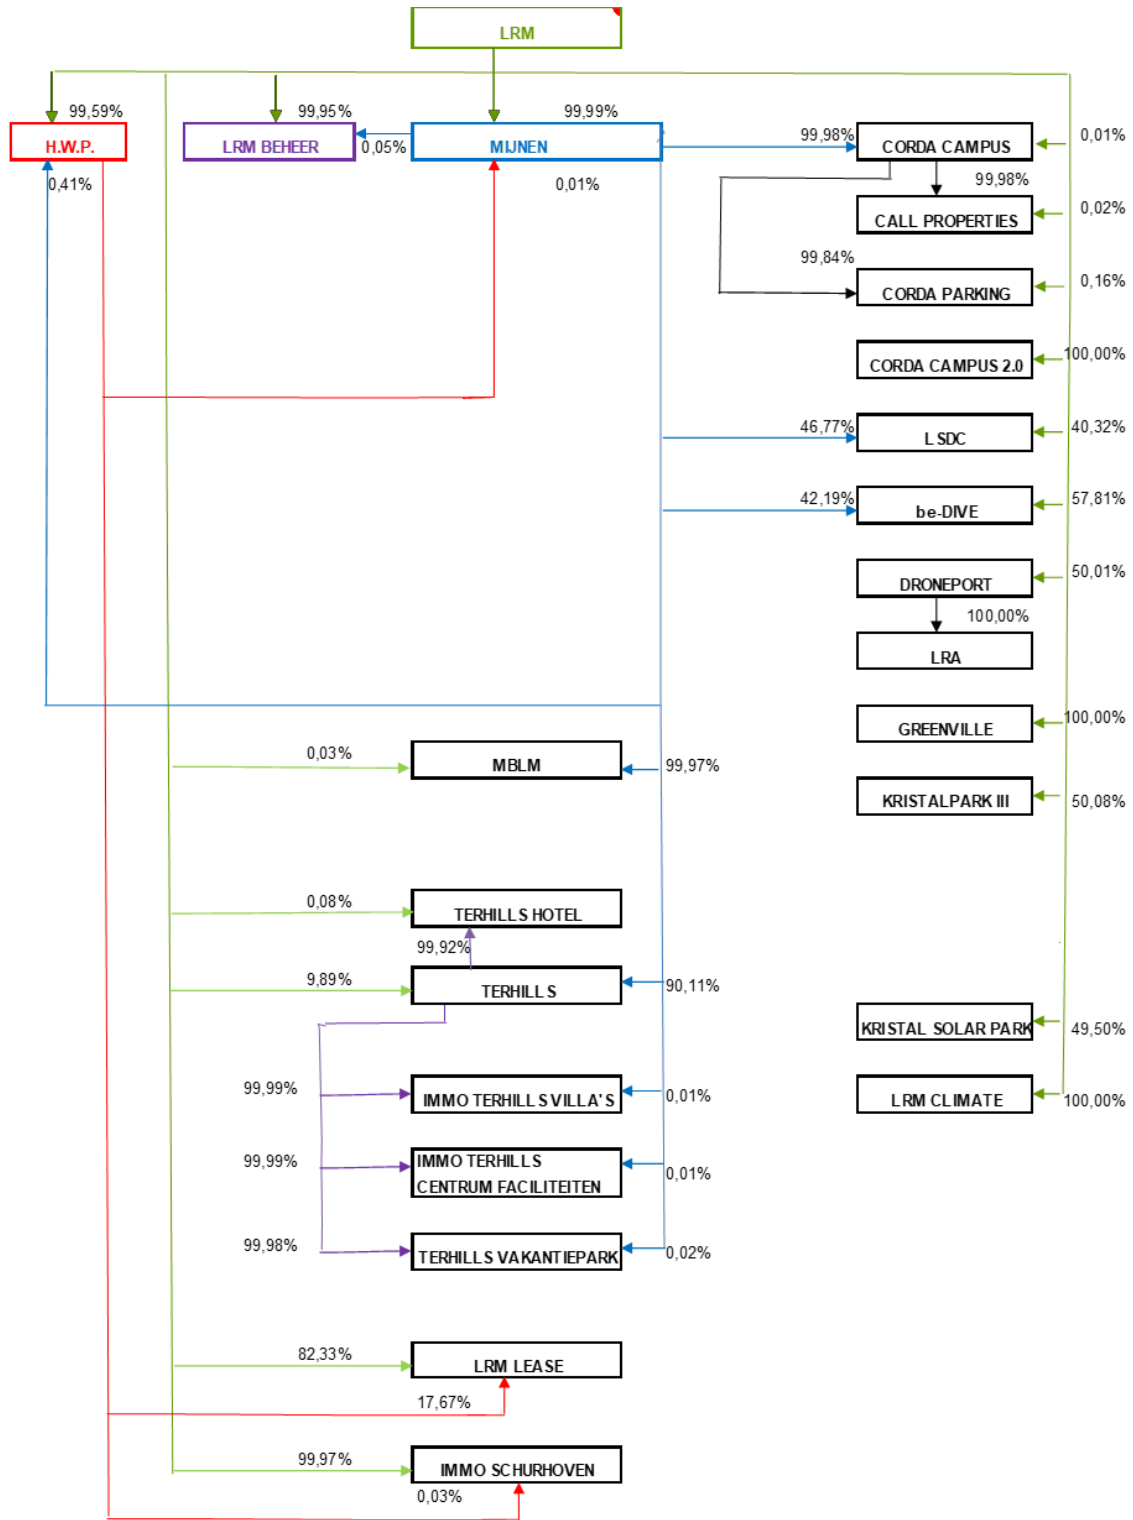 LRM
99,59%
99,95%
99,99%
H.W.P.
LRM BEHEER
0,05%
MIJNEN
99,98%
CORDA CAMPUS
0,01%
0,41%
0,01%
99,98%
CALL PROPERTIES
0,02%
99,84%
CORDA PARKING
0,16%
CORDA CAMPUS 2.0
100,00%
46,77%
LSDC
40,32%
42,19%
be-DIVE
57,81%
DRONEPORT
50,01%
100,00%
LRA
GREENVILLE
100,00%
0,03%
MBLM
99,97%
KRISTALPARK III
50,08%
0,08%
TERHILLS HOTEL
99,92%
9,89%
TERHILLS
90,11%
KRISTAL SOLAR PARK
49,50%
99,99%
IMMO TERHILLS VILLA'S
0,01%
LRM CLIMATE
100,00%
99,99%
IMMO TERHILLS
CENTRUM FACILITEITEN
0,01%
99,98%
TERHILLS VAKANTIEPARK
0,02%
82,33%
LRM LEASE
17,67%
99,97%
IMMO SCHURHOVEN
0,03%